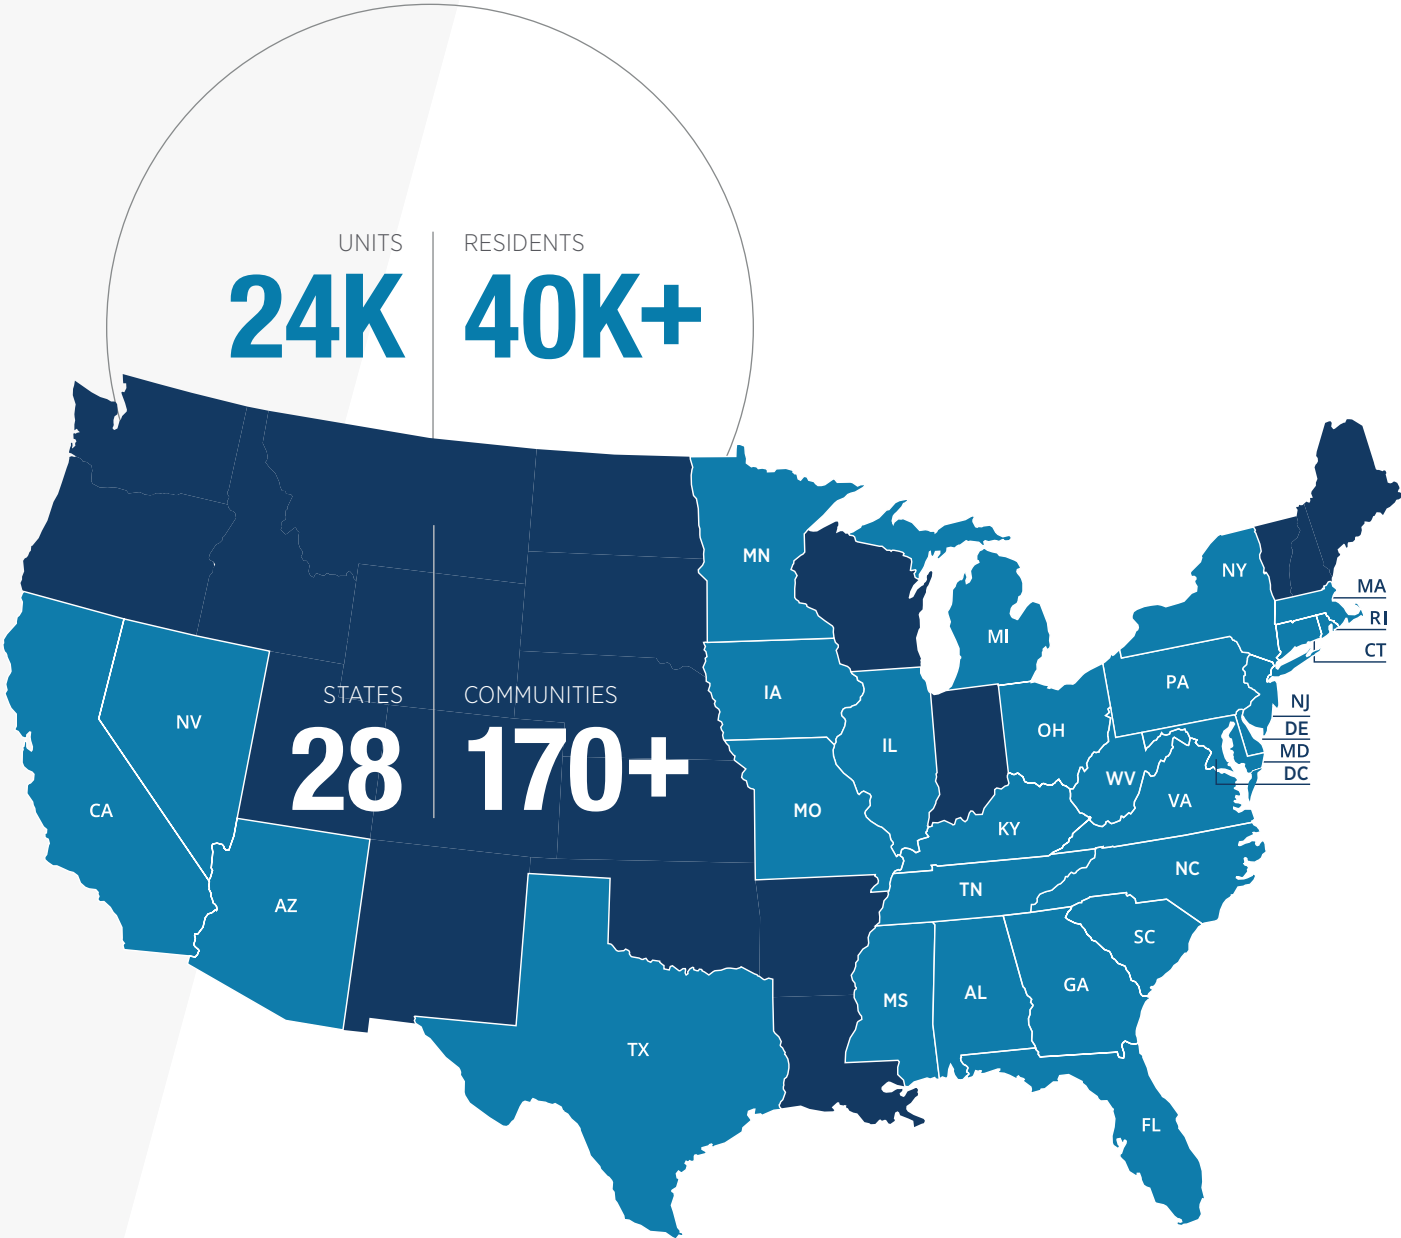 UNITS
24K
RESIDENTS
40K+
STATES
28
COMMUNITIES
170+
MN
NY
MA
RI
CT
MI
PA
IA
NJ
NV
DE
OH
IL
MD
DC
WV
VA
CA
MO
KY
NC
TN
AZ
SC
GA
AL
MS
TX
FL